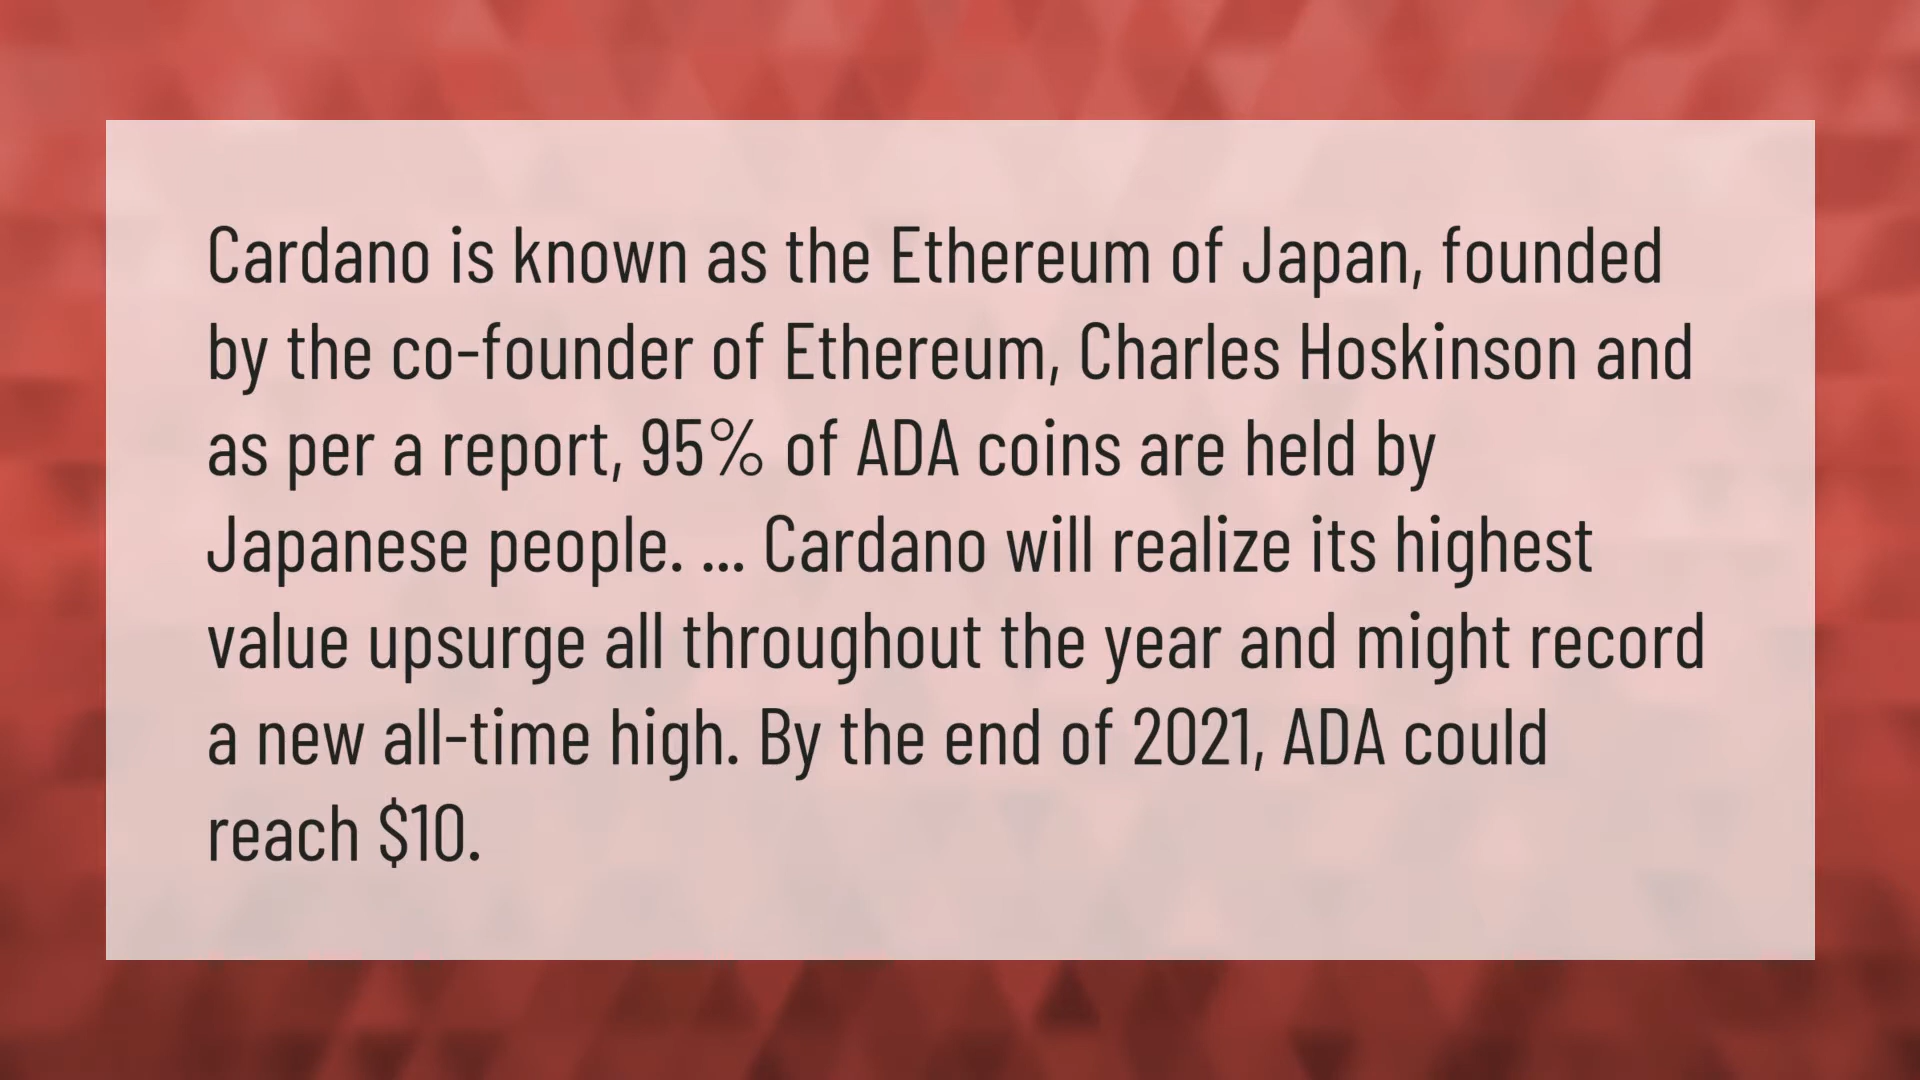 Cardano is known as the Ethereum of Japan, founded
by the co-founder of Ethereum, Charles Hoskinson and
as per a report, 95% of ADA coins are held by
Japanese people. ... Cardano will realize its highest
value upsurge all throughout the year and might record
a new all-time high. By the end of 2021, ADA could
reach $10.